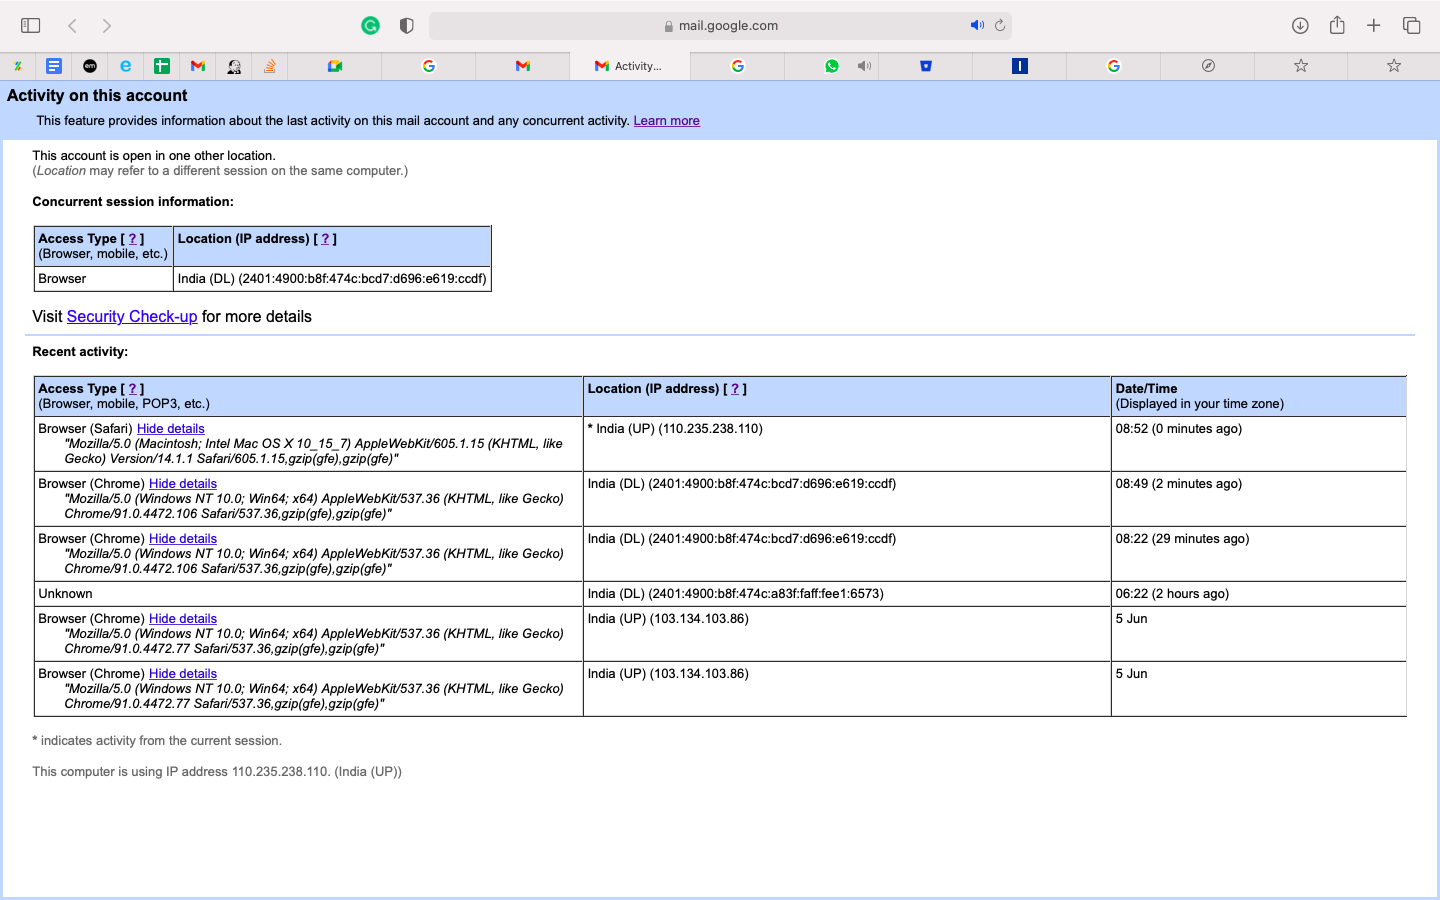 mail.google.com
em
Activity...
Activity on this account
This feature provides information about the last activity on this mail account and any concurrent activity. Learn more
This account is open in one other location.
(Location may refer to a different session on the same computer.)
Concurrent session information:
Access Type [ ? ]
(Browser, mobile, etc.)
Location (IP address) [ ? ]
Browser
India (DL) (2401:4900:b8f:474c:bcd7:d696:e619:ccdf)
Visit Security Check-up for more details
Recent activity:
Access Type [ ? ]
(Browser, mobile, POP3, etc.)
Location (IP address) [ ? ]
Date/Time
(Displayed in your time zone)
Browser (Safari) Hide details
"Mozilla/5.0 (Macintosh; Intel Mac OS X 10_15_7) AppleWebKit/605.1.15 (KHTML, like
Gecko) Version/14.1.1 Safari/605.1.15,gzip(gfe),gzip(gfe)"
* India (UP) (110.235.238.110)
08:52 (0 minutes ago)
Browser (Chrome) Hide details
"Mozilla/5.0 (Windows NT 10.0; Win64; x64) AppleWebKit/537.36 (KHTML, like Gecko)
Chrome/91.0.4472.106 Safari/537.36,gzip(gfe),gzip(gfe)"
India (DL) (2401:4900:b8f:474c:bcd7:d696:e619:ccdf)
08:49 (2 minutes ago)
Browser (Chrome) Hide details
"Mozilla/5.0 (Windows NT 10.0; Win64; x64) AppleWebKit/537.36 (KHTML, like Gecko)
Chrome/91.0.4472.106 Safari/537.36,gzip(gfe),gzip(gfe)"
India (DL) (2401:4900:b8f:474c:bcd7:d696:e619:ccdf)
08:22 (29 minutes ago)
Unknown
India (DL) (2401:4900:b8f:474c:a83f:faff:fee1:6573)
06:22 (2 hours ago)
Browser (Chrome) Hide details
"Mozilla/5.0 (Windows NT 10.0; Win64; x64) AppleWebKit/537.36 (KHTML, like Gecko)
Chrome/91.0.4472.77 Safari/537.36,gzip(gfe),gzip(gfe)"
India (UP) (103.134.103.86)
5 Jun
Browser (Chrome) Hide details
"Mozilla/5.0 (Windows NT 10.0; Win64; x64) AppleWebKit/537.36 (KHTML, like Gecko)
Chrome/91.0.4472.77 Safari/537.36,gzip(gfe),gzip(gfe)"
India (UP) (103.134.103.86)
5 Jun
* indicates activity from the current session.
This computer is using IP address 110.235.238.110. (India (UP))